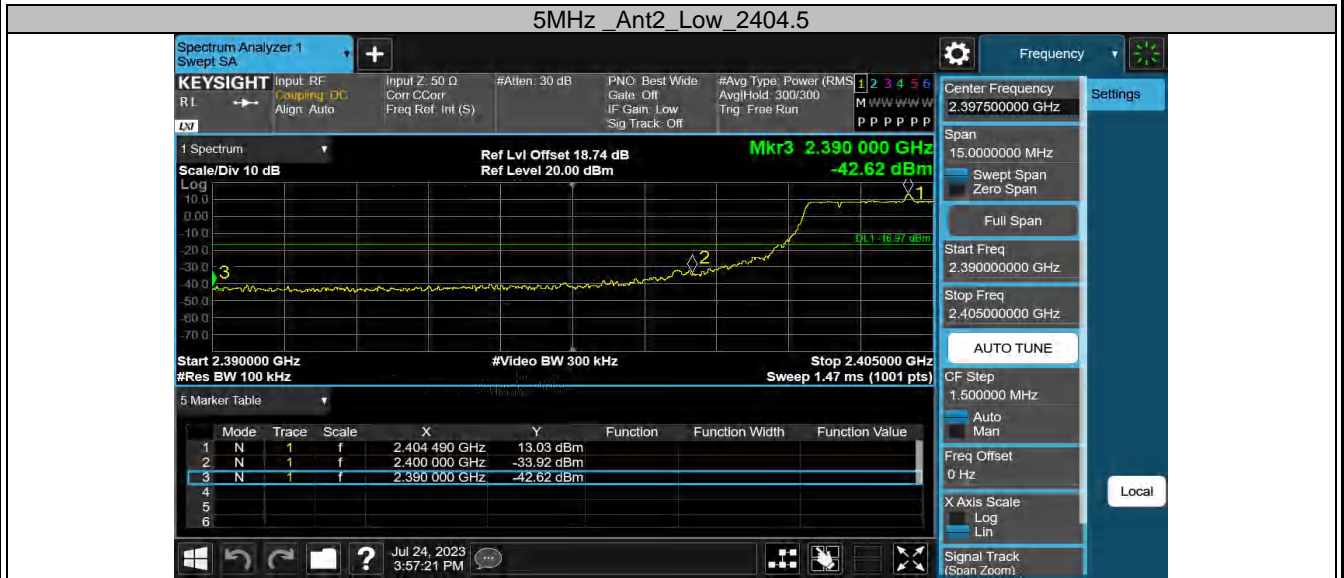 5MHz _Ant2_Low_2404.5
Spectrum Analyzer 1
Swept SA
Frequency
KEYSIGHT
RL
LXI
Input: RF
Coupling: DC
Align: Auto
Input Z: 50 Ω
Corr CCorr
Freq Ref: Int (S)
#Atten: 30 dB
PNO: Best Wide
Gate: Off
IF Gain: Low
Sig Track: Off
#Avg Type: Power (RMS
Avg|Hold: 300/300
Trig: Free Run
1 2 3 4 5 6
M W W W W W
P P P P P P
1 Spectrum
Scale/Div 10 dB
Ref Lvl Offset 18.74 dB
Ref Level 20.00 dBm
Mkr3 2.390 000 GHz
-42.62 dBm
Log
10.0
0.00
-10.0
-20.0
-30.0
-40.0
-50.0
-60.0
-70.0
1
DL1 -16.97 dBm
2
3
Start 2.390000 GHz
#Video BW 300 kHz
Stop 2.405000 GHz
#Res BW 100 kHz
Sweep 1.47 ms (1001 pts)
5 Marker Table
Mode Trace Scale X Y Function Function Width Function Value
1 N 1 f 2.404 490 GHz 13.03 dBm
2 N 1 f 2.400 000 GHz -33.92 dBm
3 N 1 f 2.390 000 GHz -42.62 dBm
4
5
6
?
Jul 24, 2023
3:57:21 PM
Center Frequency
2.397500000 GHz
Settings
Span
15.0000000 MHz
Swept Span
Zero Span
Full Span
Start Freq
2.390000000 GHz
Stop Freq
2.405000000 GHz
AUTO TUNE
CF Step
1.500000 MHz
Auto
Man
Freq Offset
0 Hz
X Axis Scale
Log
Lin
Local
Signal Track
(Span Zoom)